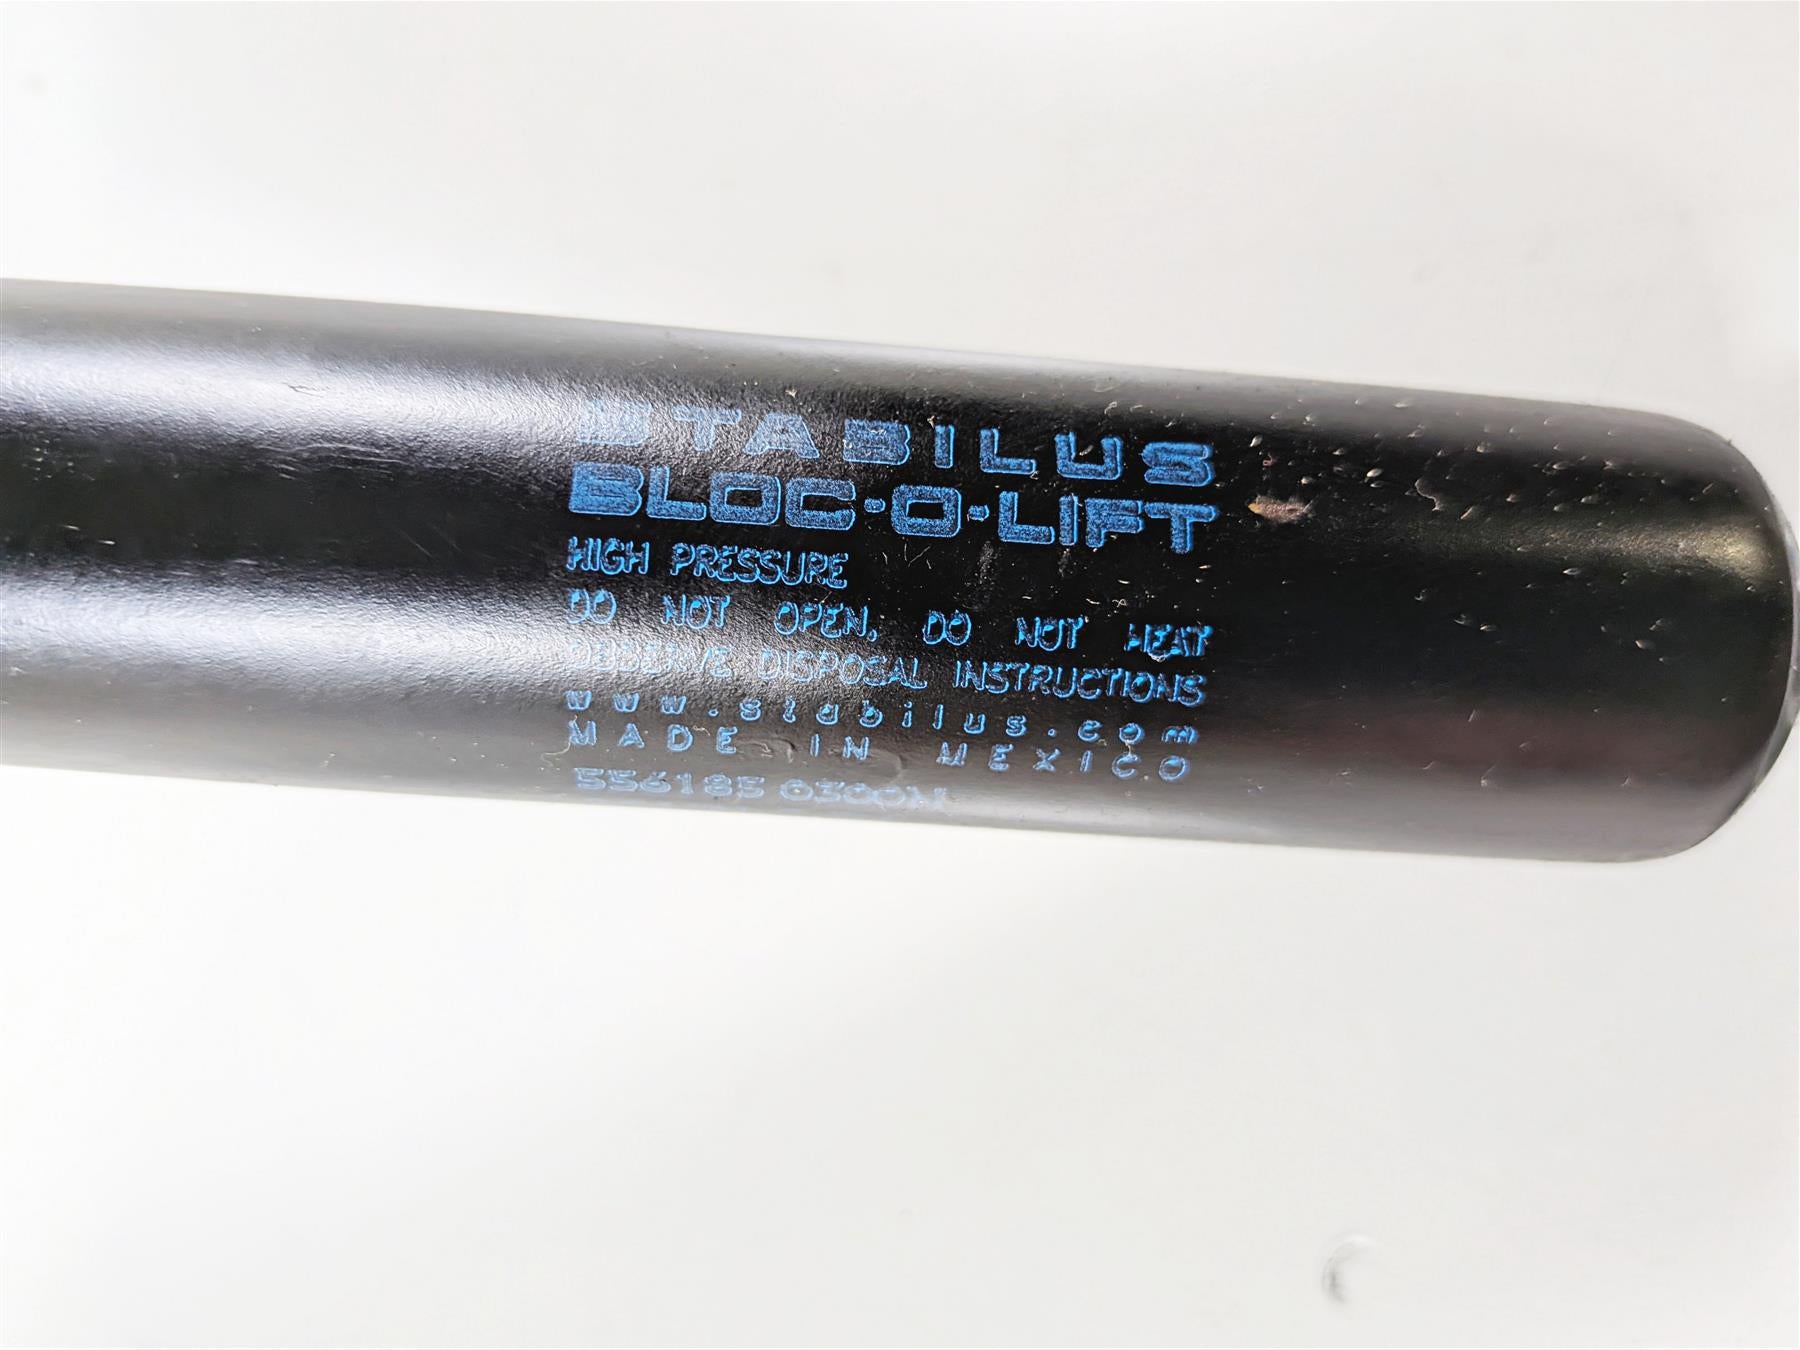 STABILUS
BLOC-O-LIFT
HIGH PRESSURE
DO NOT OPEN, DO NOT HEAT
OBSERVE DISPOSAL INSTRUCTIONS
www.stabilus.com
MADE IN MEXICO
556185 0300N